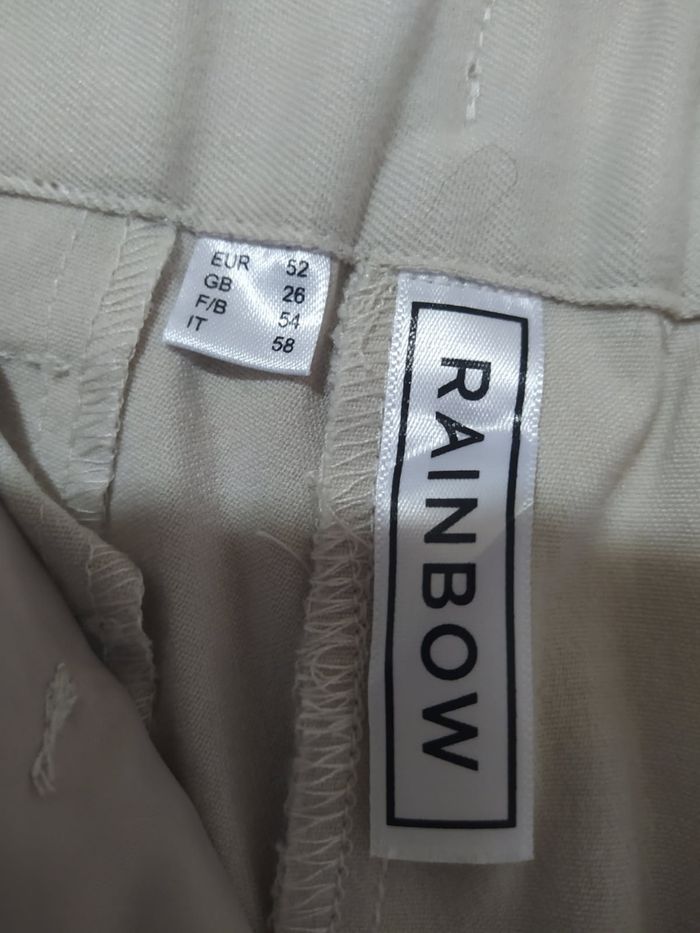 EUR 52
GB 26
F/B 54
IT 58
RAINBOW